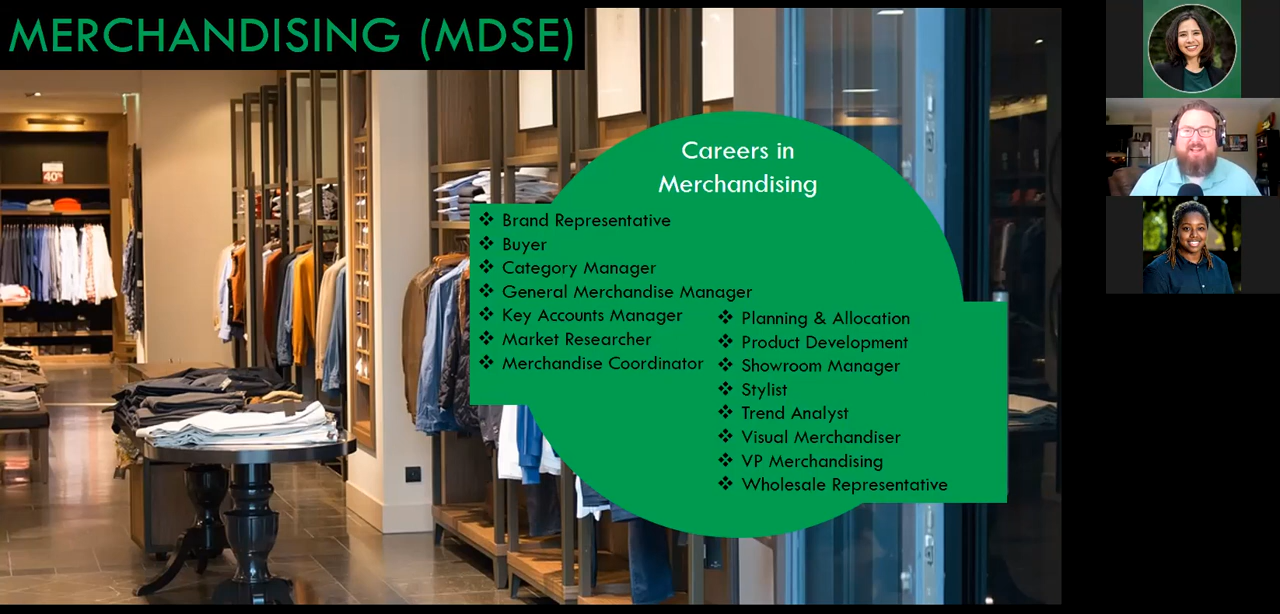 MERCHANDISING (MDSE)
Careers in
Merchandising
❖ Brand Representative
❖ Buyer
❖ Category Manager
❖ General Merchandise Manager
❖ Key Accounts Manager
❖ Market Researcher
❖ Merchandise Coordinator
❖ Planning & Allocation
❖ Product Development
❖ Showroom Manager
❖ Stylist
❖ Trend Analyst
❖ Visual Merchandiser
❖ VP Merchandising
❖ Wholesale Representative
40%